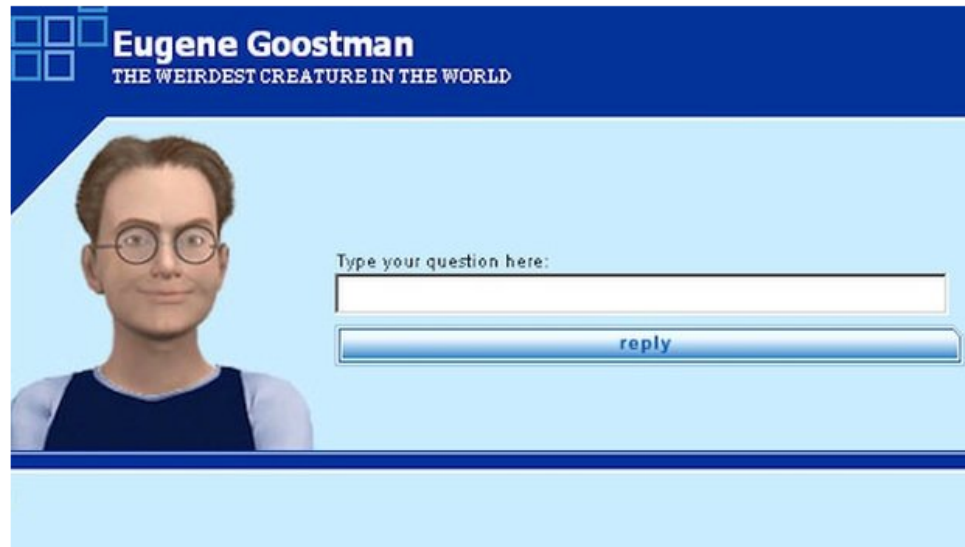 Eugene Goostman
THE WEIRDEST CREATURE IN THE WORLD
Type your question here:
reply